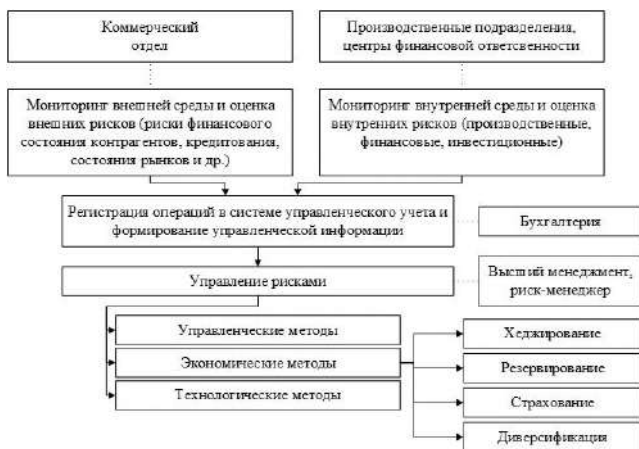 Коммерческий
отдел
Производственные подразделения,
центры финансовой ответсвенности
Мониторинг внешней среды и оценка
внешних рисков (риски финансового
состояния контрагентов, кредитования,
состояния рынков и др.)
Мониторинг внутренней среды и оценка
внутренних рисков (производственные,
финансовые, инвестиционные)
Регистрация операций в системе управленческого учета и
формирование управленческой информации
Бухгалтерия
Управление рисками
Высший менеджмент,
риск-менеджер
Управленческие методы
Экономические методы
Технологические методы
Хеджирование
Резервирование
Страхование
Диверсификация